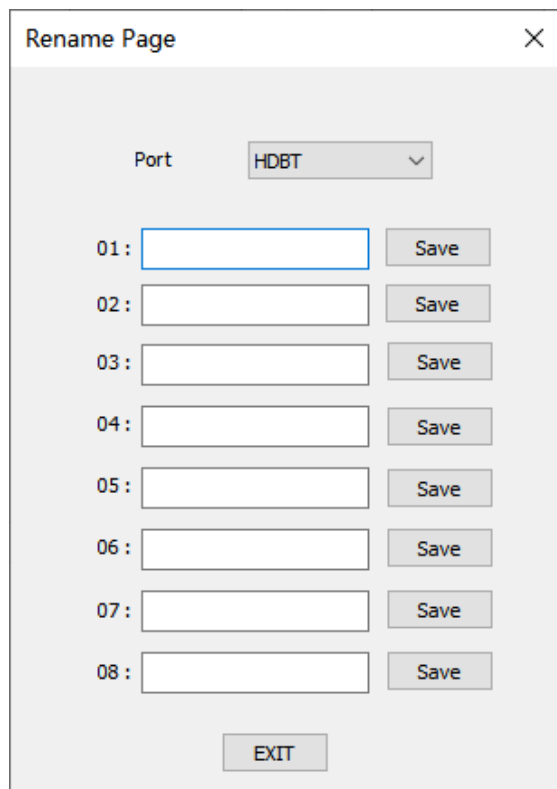 Rename Page
Port HDBT
01: Save
02: Save
03: Save
04: Save
05: Save
06: Save
07: Save
08: Save
EXIT